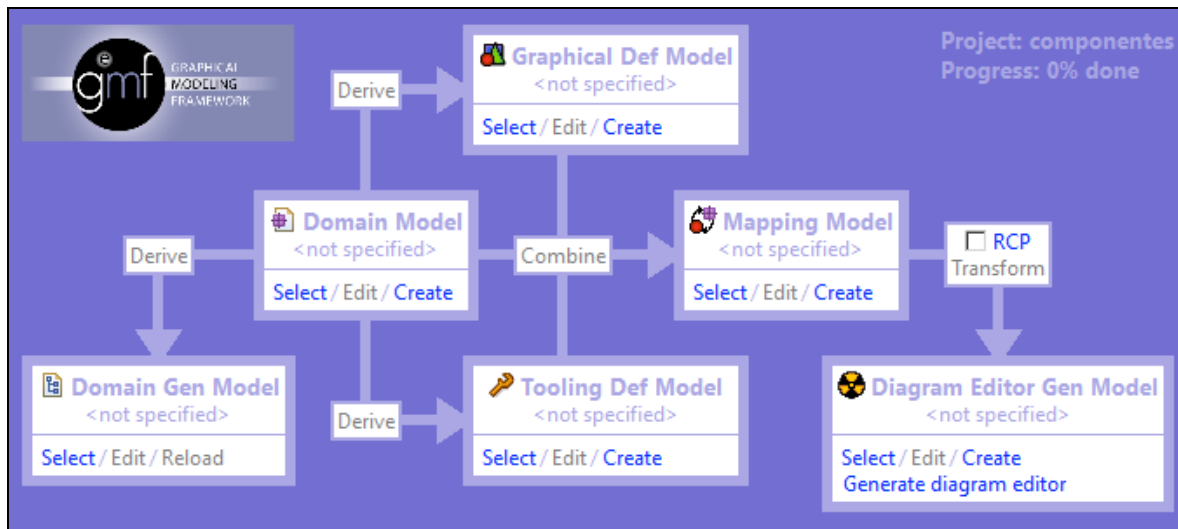 gmf
GRAPHICAL
MODELING
FRAMEWORK
Project: componentes
Progress: 0% done
Graphical Def Model
<not specified>
Select / Edit / Create
Derive
Domain Model
<not specified>
Select / Edit / Create
Derive
Combine
Mapping Model
<not specified>
Select / Edit / Create
RCP
Transform
Domain Gen Model
<not specified>
Select / Edit / Reload
Derive
Tooling Def Model
<not specified>
Select / Edit / Create
Diagram Editor Gen Model
<not specified>
Select / Edit / Create
Generate diagram editor